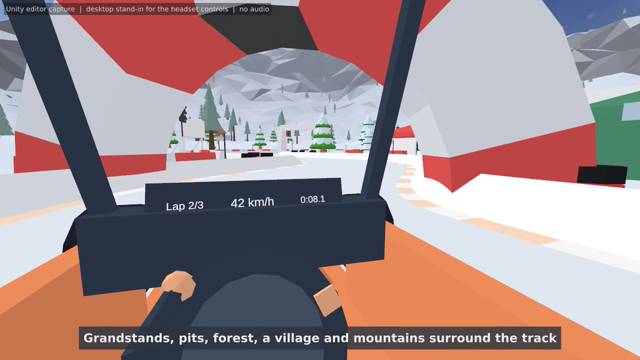 Unity editor capture | desktop stand-in for the headset controls | no audio
Lap 2/3 42 km/h 0:08.1
Grandstands, pits, forest, a village and mountains surround the track